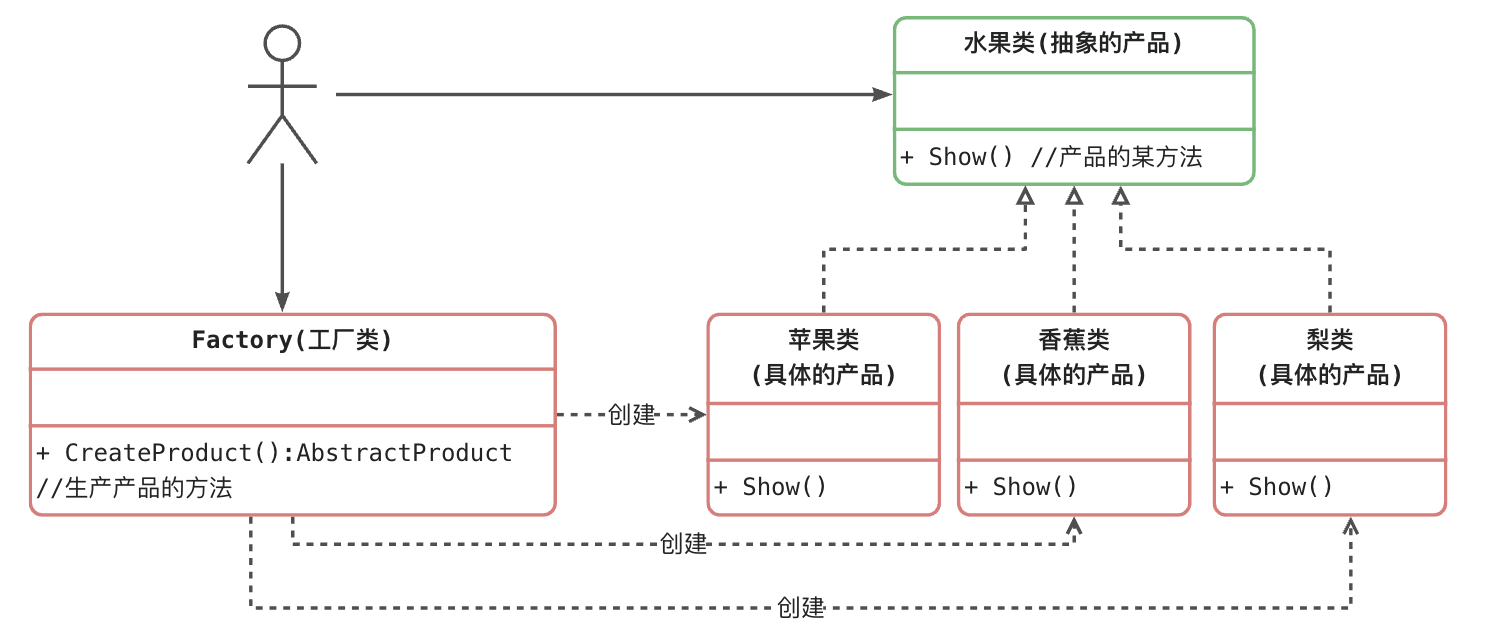 水果类(抽象的产品)
+ Show() //产品的某方法
Factory(工厂类)
+ CreateProduct():AbstractProduct
//生产产品的方法
创建
苹果类
(具体的产品)
+ Show()
香蕉类
(具体的产品)
+ Show()
梨类
(具体的产品)
+ Show()
创建
创建